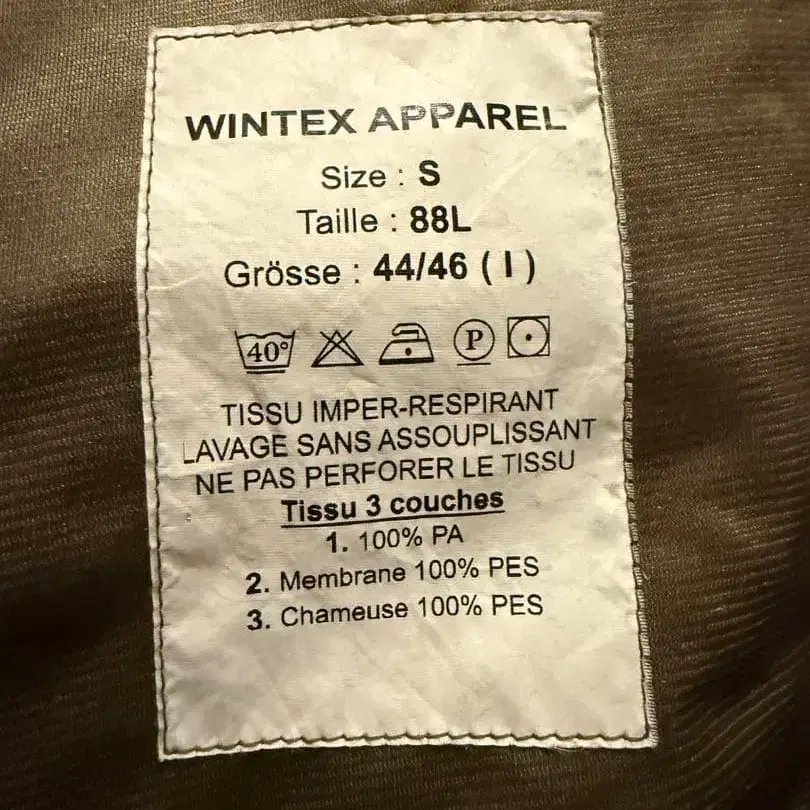 WINTEX APPAREL
Size : S
Taille : 88L
Grösse : 44/46 ( I )
40° P
TISSU IMPER-RESPIRANT
LAVAGE SANS ASSOUPLISSANT
NE PAS PERFORER LE TISSU
Tissu 3 couches
1. 100% PA
2. Membrane 100% PES
3. Chameuse 100% PES